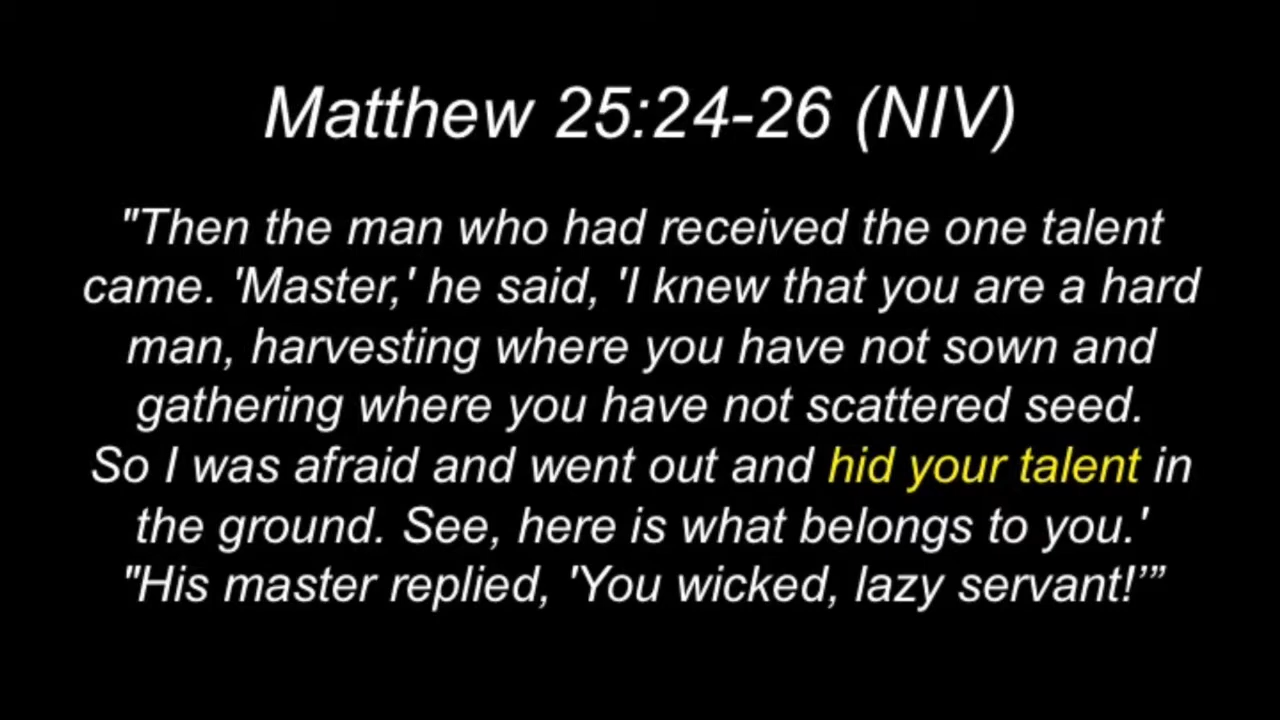 Matthew 25:24-26 (NIV)
"Then the man who had received the one talent
came. 'Master,' he said, 'I knew that you are a hard
man, harvesting where you have not sown and
gathering where you have not scattered seed.
So I was afraid and went out and hid your talent in
the ground. See, here is what belongs to you.'
"His master replied, 'You wicked, lazy servant!’”